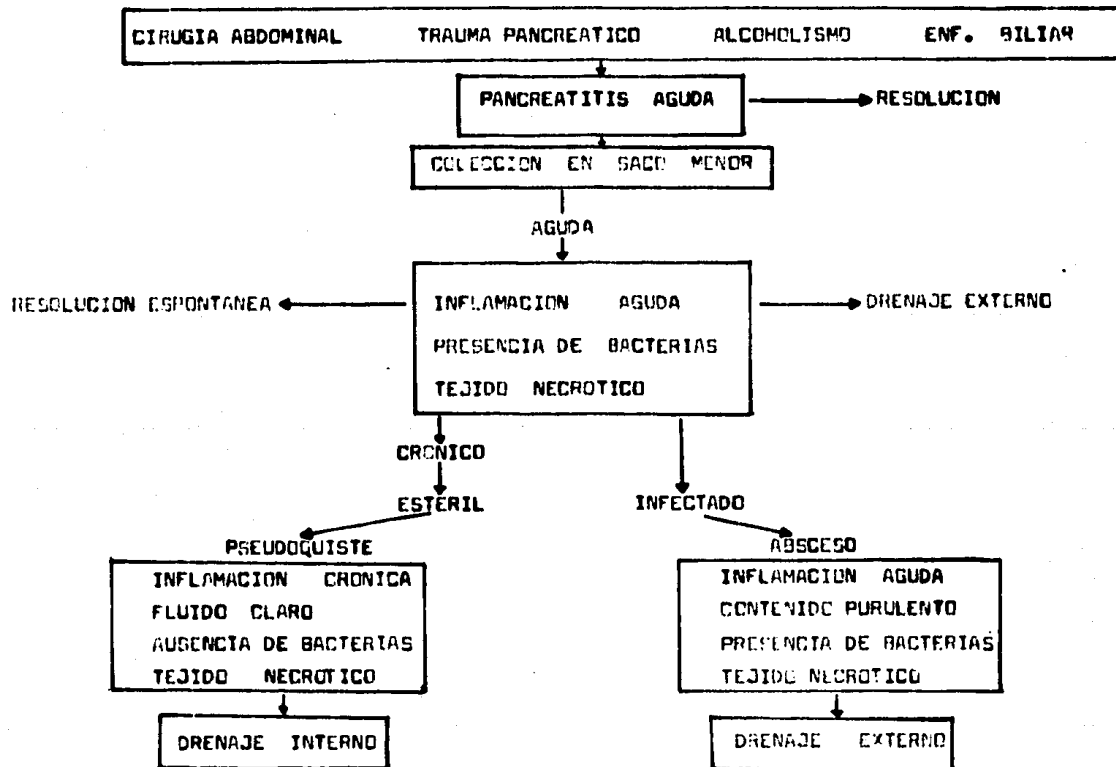 CIRUGIA ABDOMINAL TRAUMA PANCREATICO ALCOHOLISMO ENF. BILIAR
PANCREATITIS AGUDA
RESOLUCION
COLECCION EN SACO MENOR
AGUDA
RESOLUCION ESPONTANEA
INFLAMACION AGUDA
PRESENCIA DE BACTERIAS
TEJIDO NECROTICO
DRENAJE EXTERNO
CRONICO
ESTERIL
INFECTADO
PSEUDOQUISTE
INFLAMACION CRONICA
FLUIDO CLARO
AUSENCIA DE BACTERIAS
TEJIDO NECROTICO
DRENAJE INTERNO
ABSCESO
INFLAMACION AGUDA
CONTENIDO PURULENTO
PRESENCIA DE BACTERIAS
TEJIDO NECROTICO
DRENAJE EXTERNO